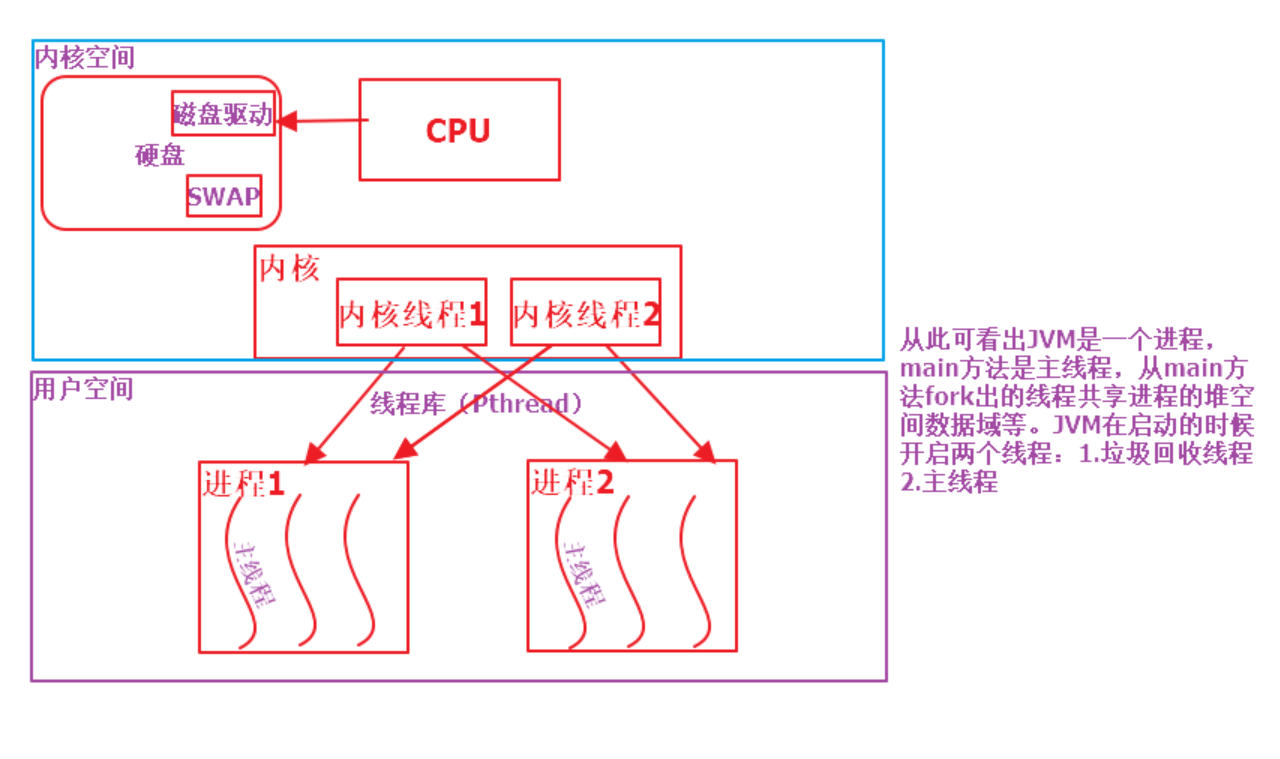 内核空间
磁盘驱动
CPU
硬盘
SWAP
内核
内核线程1
内核线程2
用户空间
线程库（Pthread）
进程1
主线程
进程2
主线程
从此可看出JVM是一个进程，
main方法是主线程，从main方
法fork出的线程共享进程的堆空
间数据域等。JVM在启动的时候
开启两个线程：1.垃圾回收线程
2.主线程